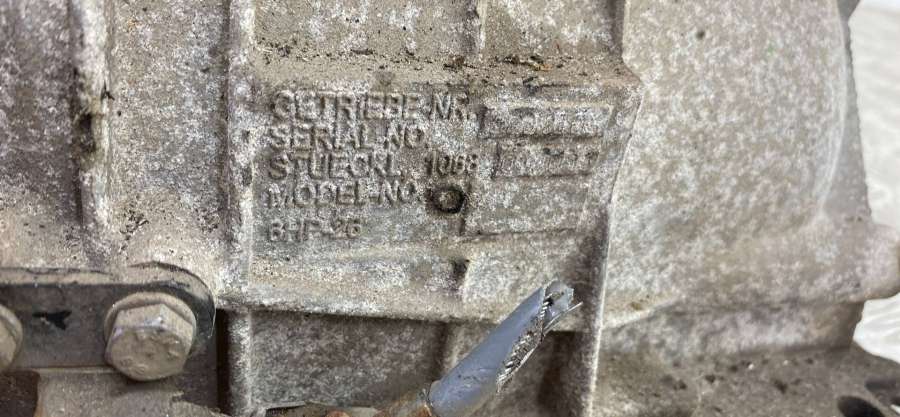 GETRIEBE-NR.
SERIAL-NO.
STUECKL. 1068
MODEL-NO.
6HP-26